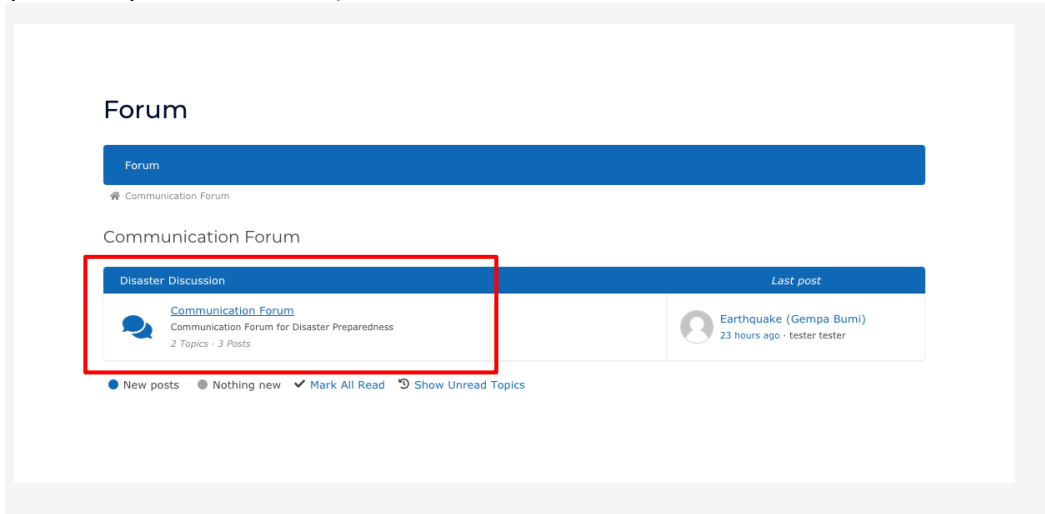 Forum
Forum
Communication Forum
Communication Forum
Disaster Discussion Last post
Communication Forum
Communication Forum for Disaster Preparedness
2 Topics · 3 Posts
Earthquake (Gempa Bumi)
23 hours ago · tester tester
New posts Nothing new Mark All Read Show Unread Topics